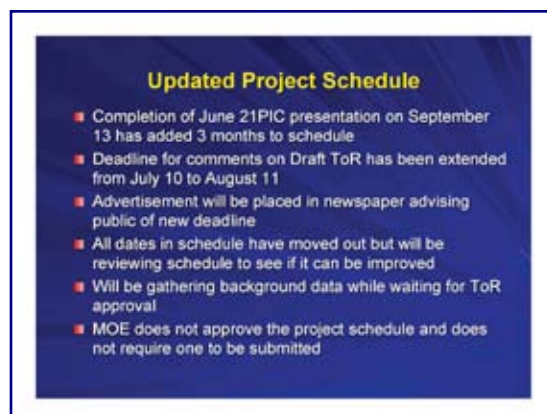 Updated Project Schedule
Completion of June 21PIC presentation on September
13 has added 3 months to schedule
Deadline for comments on Draft ToR has been extended
from July 10 to August 11
Advertisement will be placed in newspaper advising
public of new deadline
All dates in schedule have moved out but will be
reviewing schedule to see if it can be improved
Will be gathering background data while waiting for ToR
approval
MOE does not approve the project schedule and does
not require one to be submitted